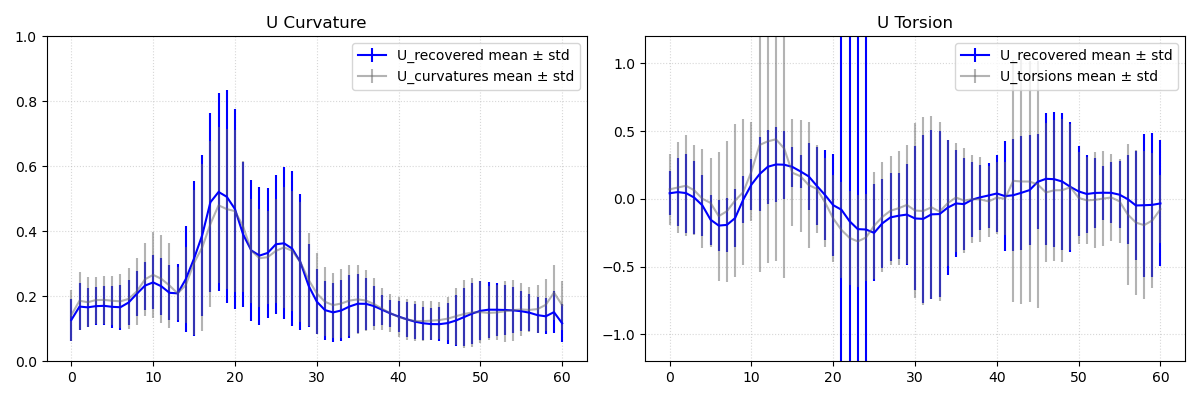 U Curvature
1.0
0.8
0.6
0.4
0.2
0.0
0 10 20 30 40 50 60
U_recovered mean ± std
U_curvatures mean ± std
U Torsion
1.0
0.5
0.0
−0.5
−1.0
0 10 20 30 40 50 60
U_recovered mean ± std
U_torsions mean ± std